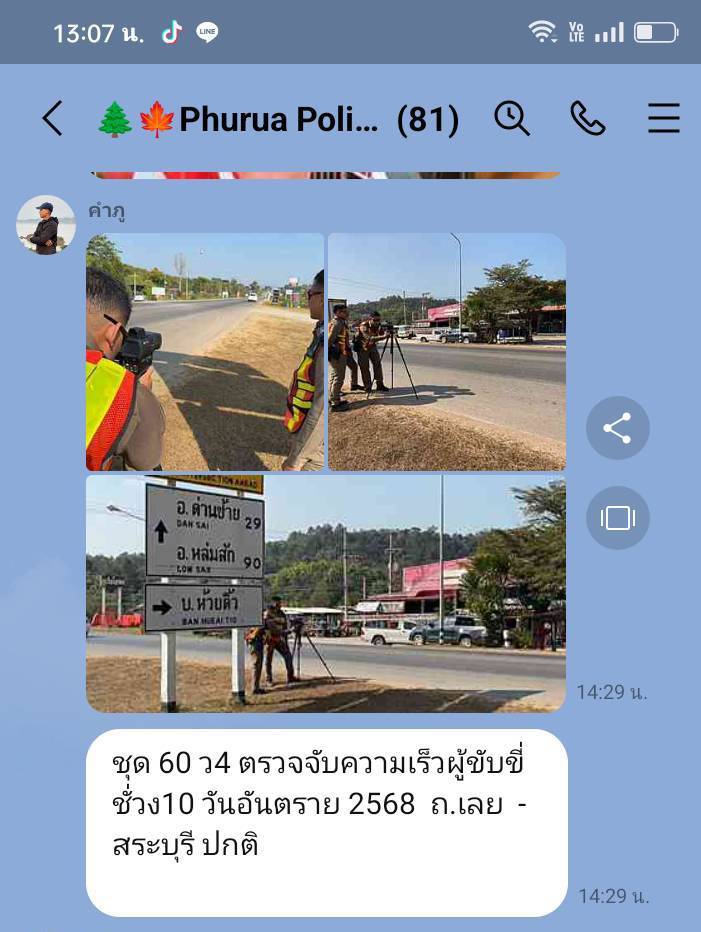 13:07 น. LINE Vo LTE
🌲🍁Phurua Poli... (81)
คำภู
อ. ด่านซ้าย 29
DAN SAI
อ. หล่มสัก 90
LOM SAK
บ. ห้วยติ้ว
BAN HUEAI TIO
14:29 น.
ชุด 60 ว4 ตรวจจับความเร็วผู้ขับขี่
ชั่วง10 วันอันตราย 2568 ถ.เลย -
สระบุรี ปกติ
14:29 น.